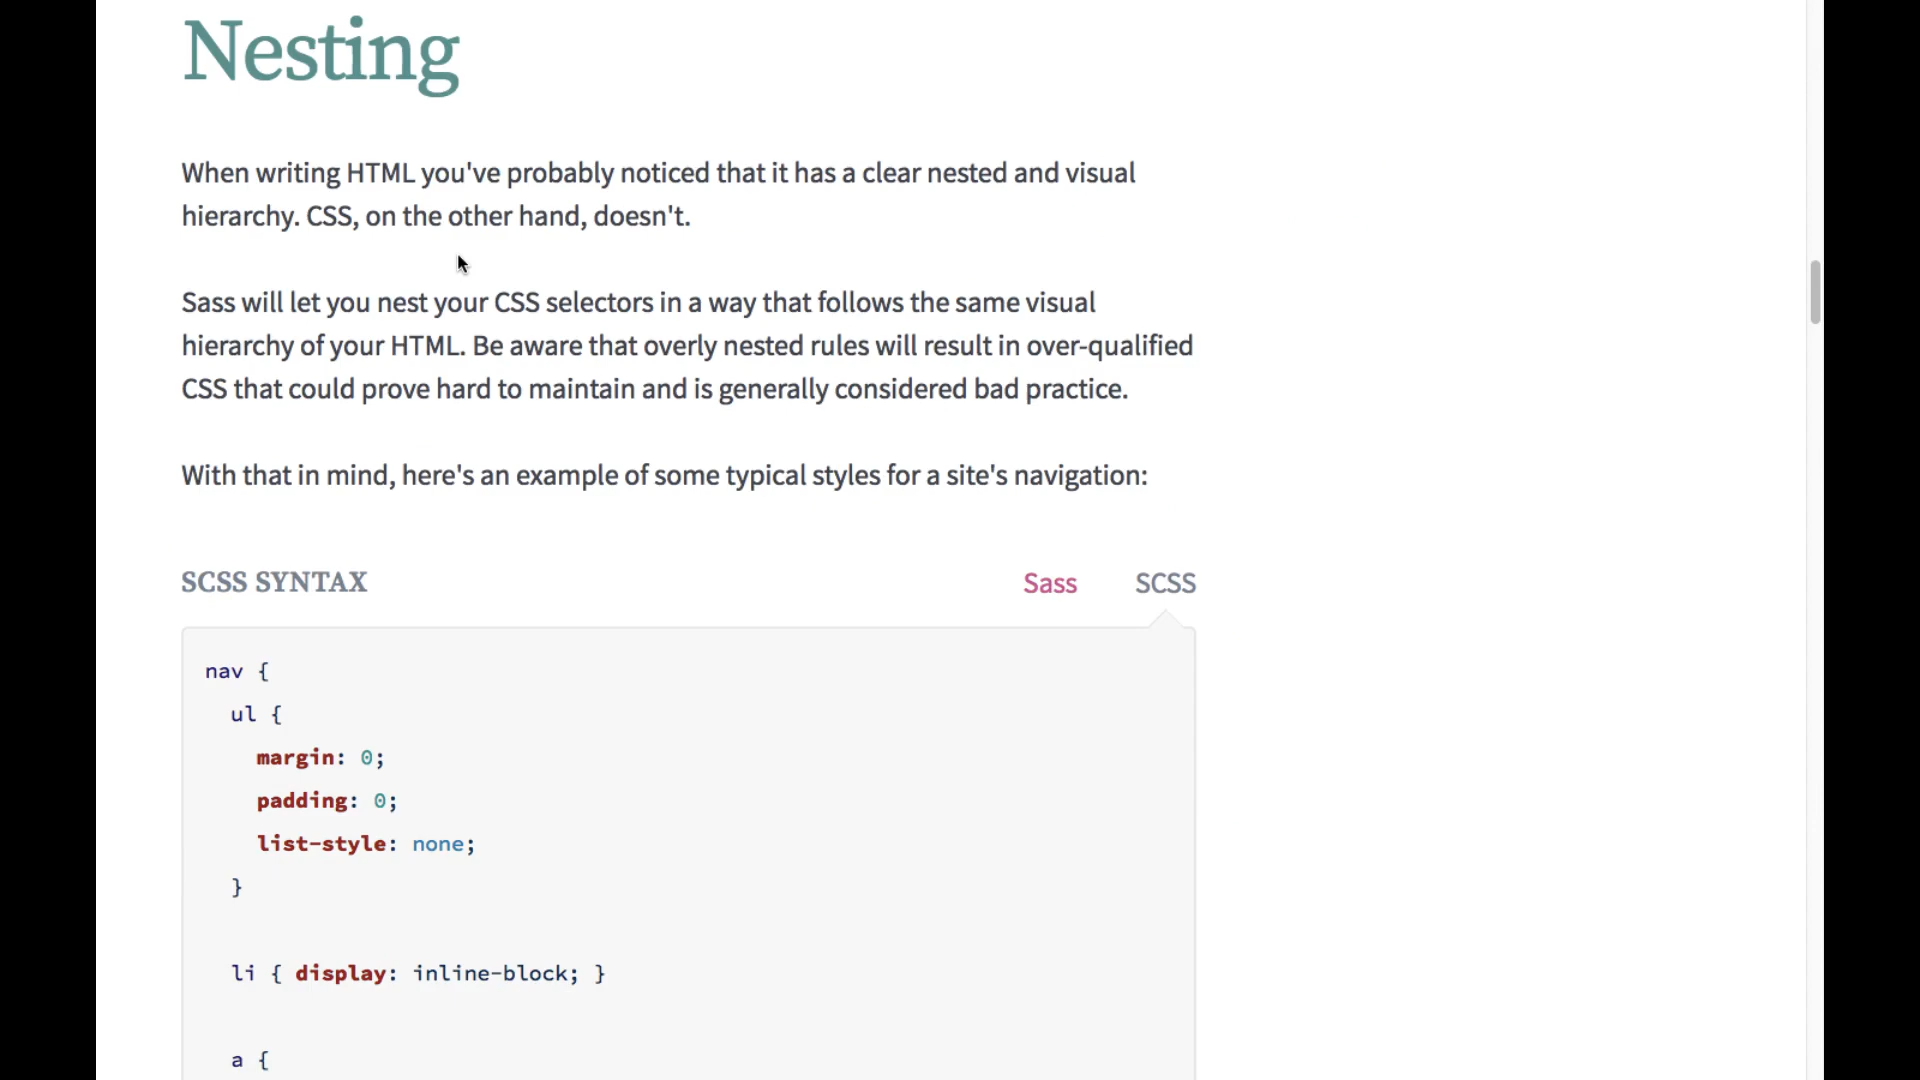 Nesting
When writing HTML you've probably noticed that it has a clear nested and visual
hierarchy. CSS, on the other hand, doesn't.
Sass will let you nest your CSS selectors in a way that follows the same visual
hierarchy of your HTML. Be aware that overly nested rules will result in over-qualified
CSS that could prove hard to maintain and is generally considered bad practice.
With that in mind, here's an example of some typical styles for a site's navigation:
SCSS SYNTAX Sass SCSS
nav {
  ul {
    margin: 0;
    padding: 0;
    list-style: none;
  }
  li { display: inline-block; }
  a {